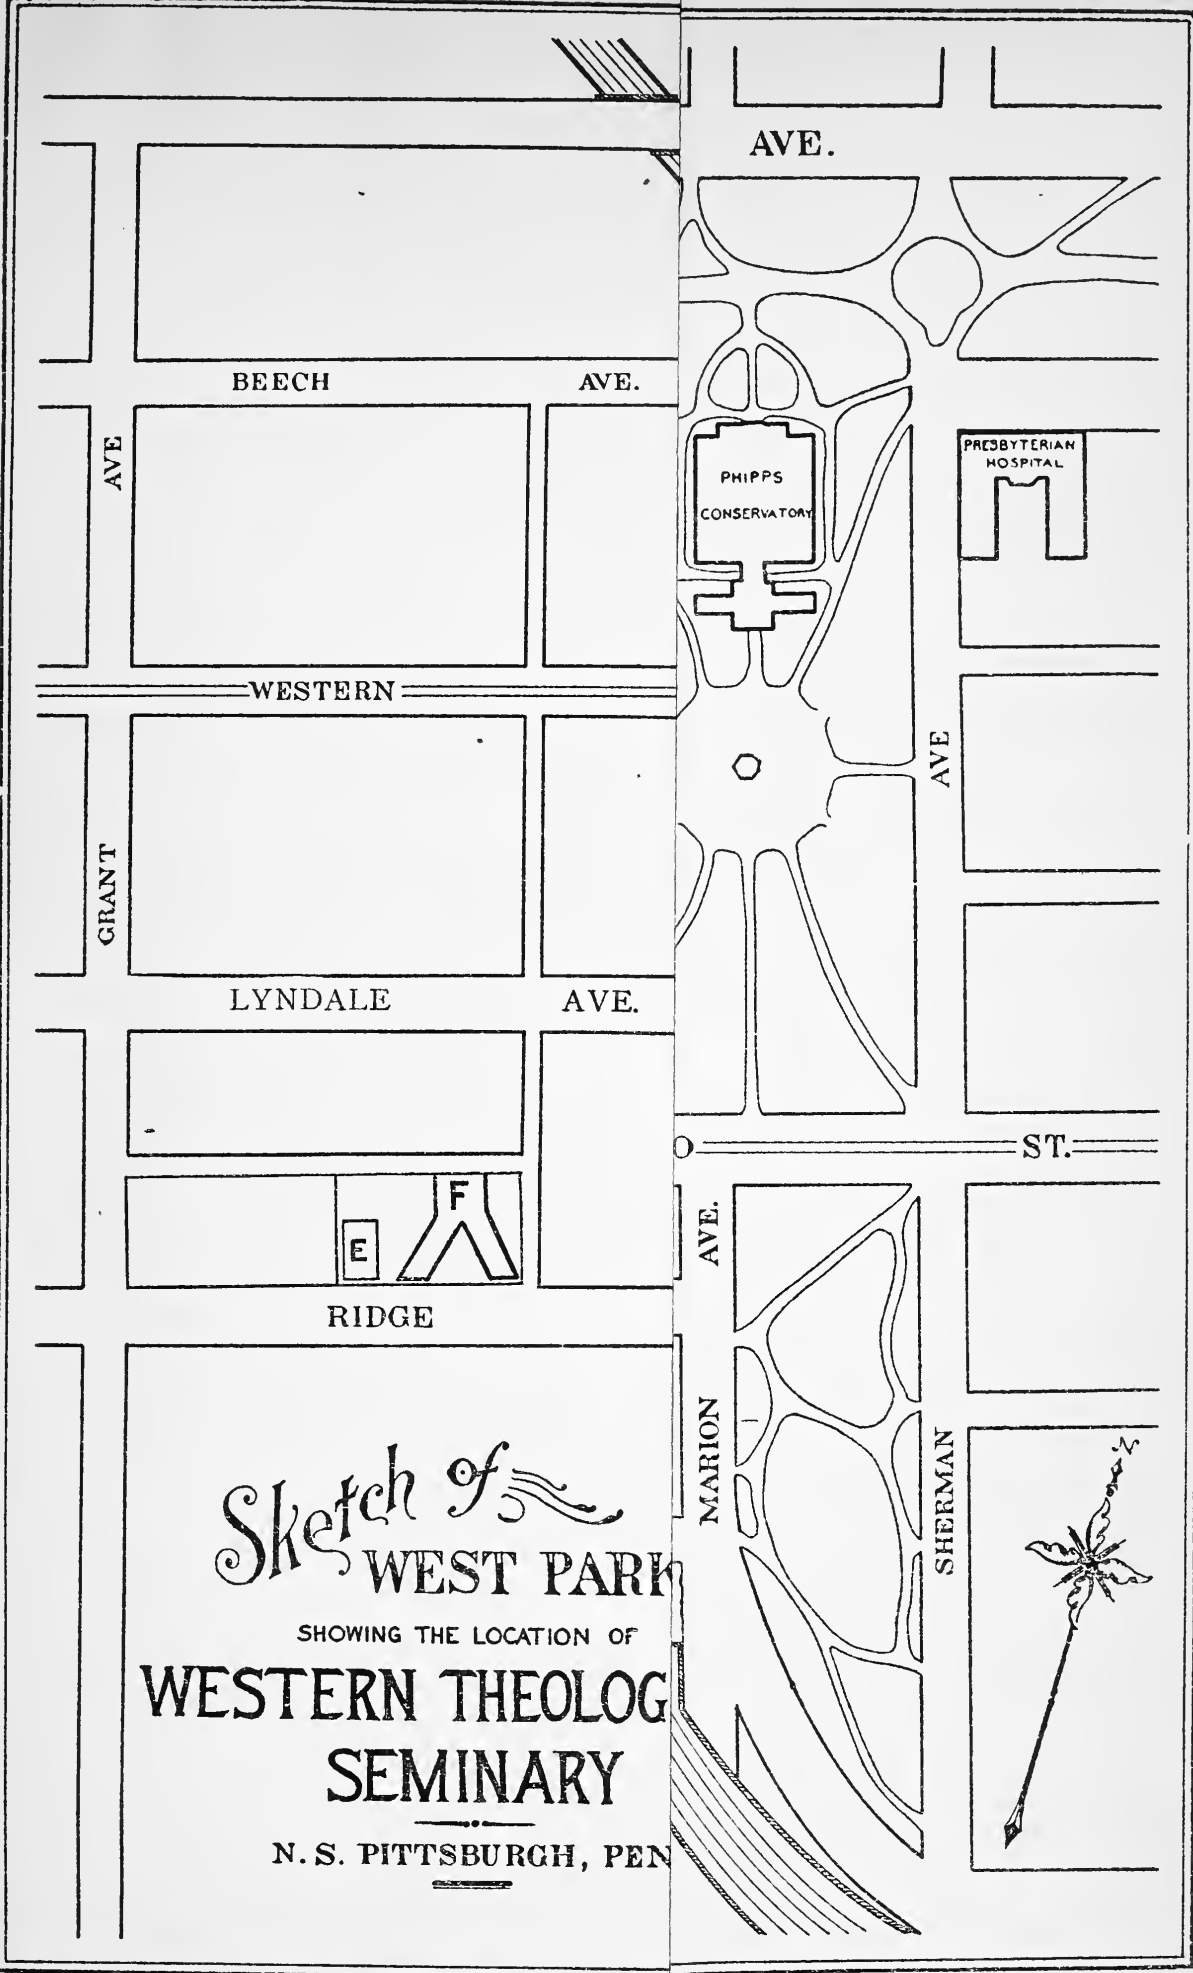 AVE.
BEECH AVE.
AVE
PRESBYTERIAN
HOSPITAL
PHIPPS
CONSERVATORY
WESTERN
AVE
GRANT
LYNDALE AVE.
O ST.
F
E
AVE.
RIDGE
MARION
SHERMAN
N
Sketch of
WEST PARK
SHOWING THE LOCATION OF
WESTERN THEOLOG
SEMINARY
N. S. PITTSBURGH, PEN